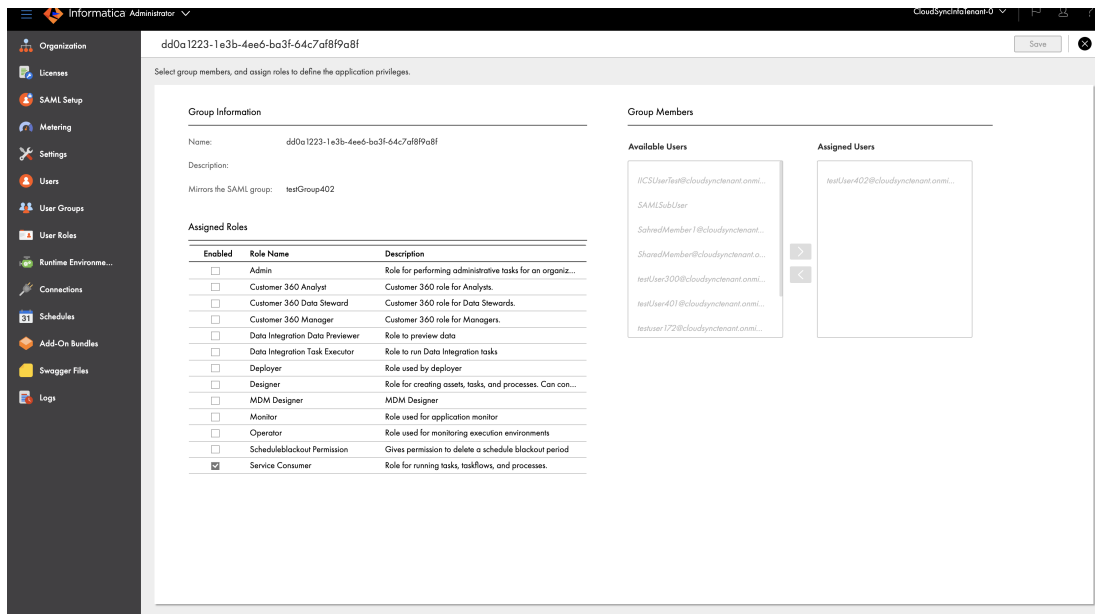 Informatica Administrator
CloudSyncInfaTenant-0
Organization
Licenses
SAML Setup
Metering
Settings
Users
User Groups
User Roles
Runtime Environme...
Connections
Schedules
31
Add-On Bundles
Swagger Files
Logs
dd0a1223-1e3b-4ee6-ba3f-64c7af8f9a8f
Save
Select group members, and assign roles to define the application privileges.
Group Information
Name: dd0a1223-1e3b-4ee6-ba3f-64c7af8f9a8f
Description:
Mirrors the SAML group: testGroup402
Assigned Roles
Enabled Role Name Description
Admin Role for performing administrative tasks for an organiz...
Customer 360 Analyst Customer 360 role for Analysts.
Customer 360 Data Steward Customer 360 role for Data Stewards.
Customer 360 Manager Customer 360 role for Managers.
Data Integration Data Previewer Role to preview data
Data Integration Task Executor Role to run Data Integration tasks
Deployer Role used by deployer
Designer Role for creating assets, tasks, and processes. Can con...
MDM Designer MDM Designer
Monitor Role used for application monitor
Operator Role used for monitoring execution environments
Scheduleblackout Permission Gives permission to delete a schedule blackout period
Service Consumer Role for running tasks, taskflows, and processes.
Group Members
Available Users
IICSUserTest@cloudsynctenant.onmi...
SAMLSubUser
SahredMember1@cloudsynctenant...
SharedMember@cloudsynctenant.o...
testUser300@cloudsynctenant.onmi...
testUser401@cloudsynctenant.onmi...
testuser172@cloudsynctenant.onmi...
Assigned Users
testUser402@cloudsynctenant.onmi...